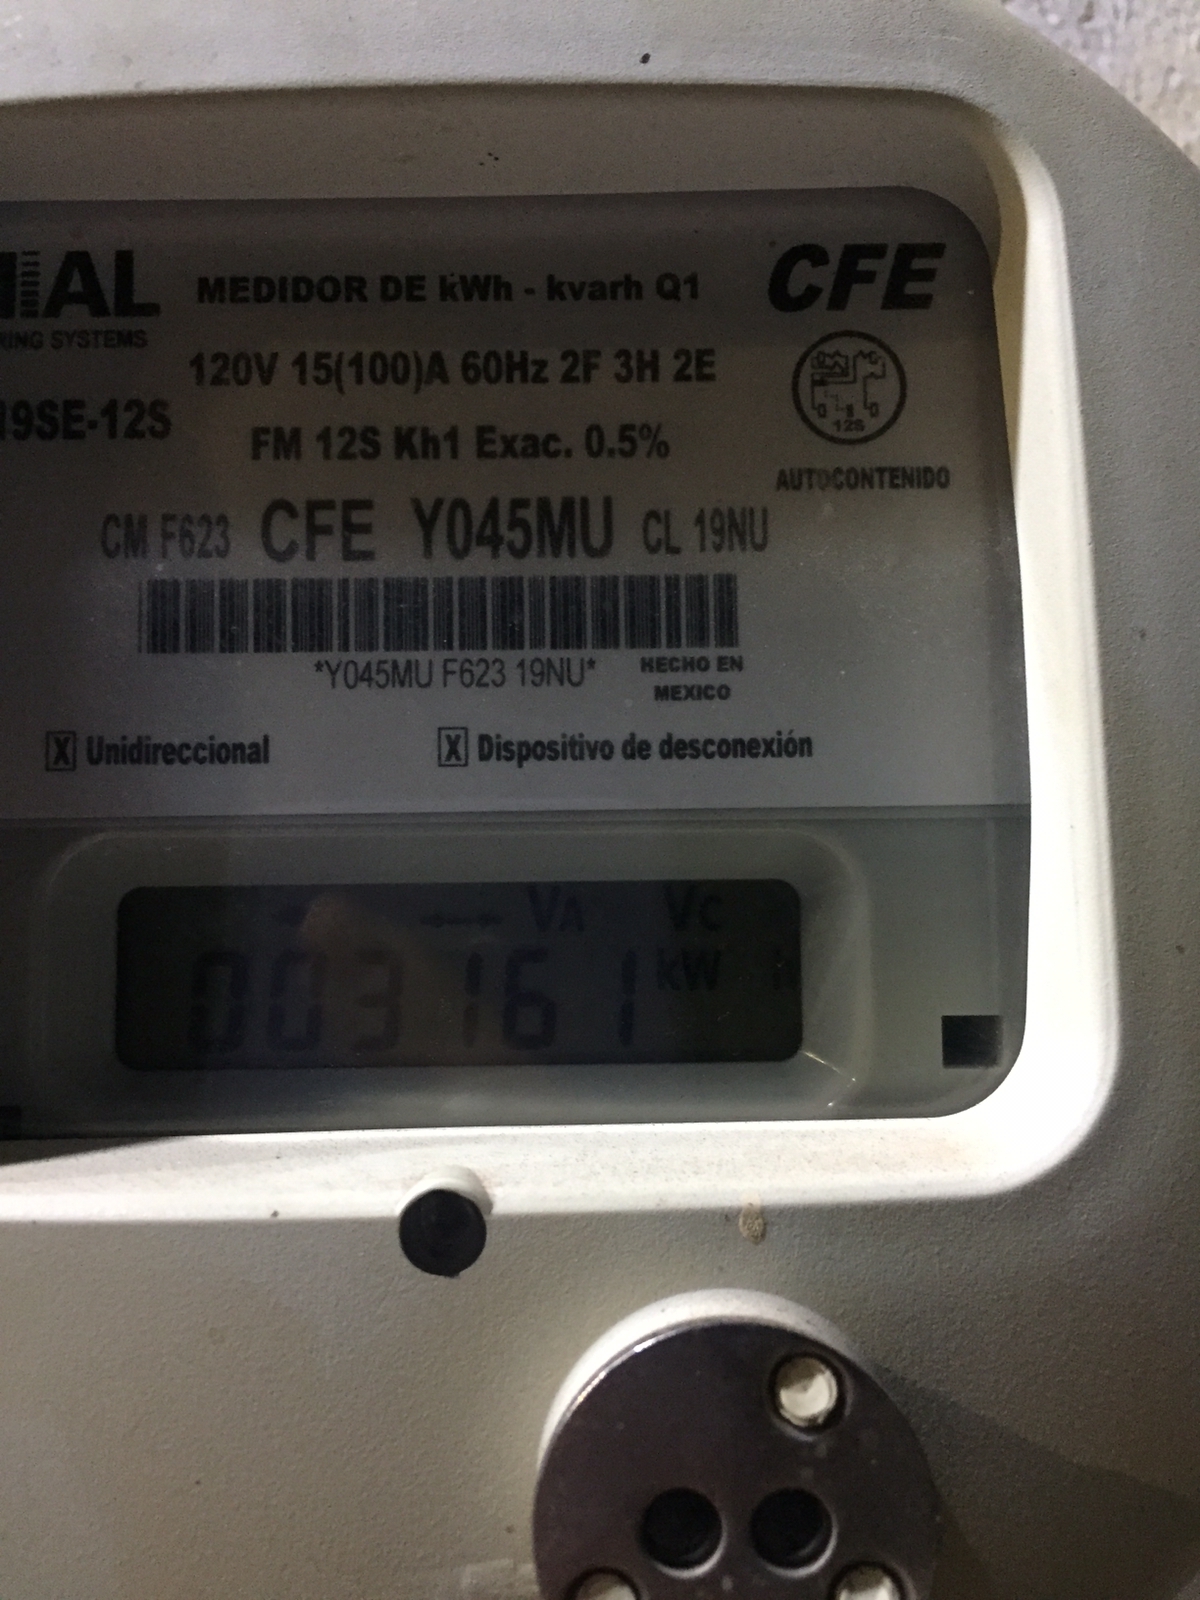 IAL
MEDIDOR DE kWh - kvarh Q1
CFE
RING SYSTEMS
120V 15(100)A 60Hz 2F 3H 2E
19SE-12S
FM 12S Kh1 Exac. 0.5%
12S
AUTOCONTENIDO
CM F623 CFE Y045MU CL 19NU
*Y045MU F623 19NU*
HECHO EN
MEXICO
X Unidireccional
X Dispositivo de desconexión
VA VC
003161 kW h